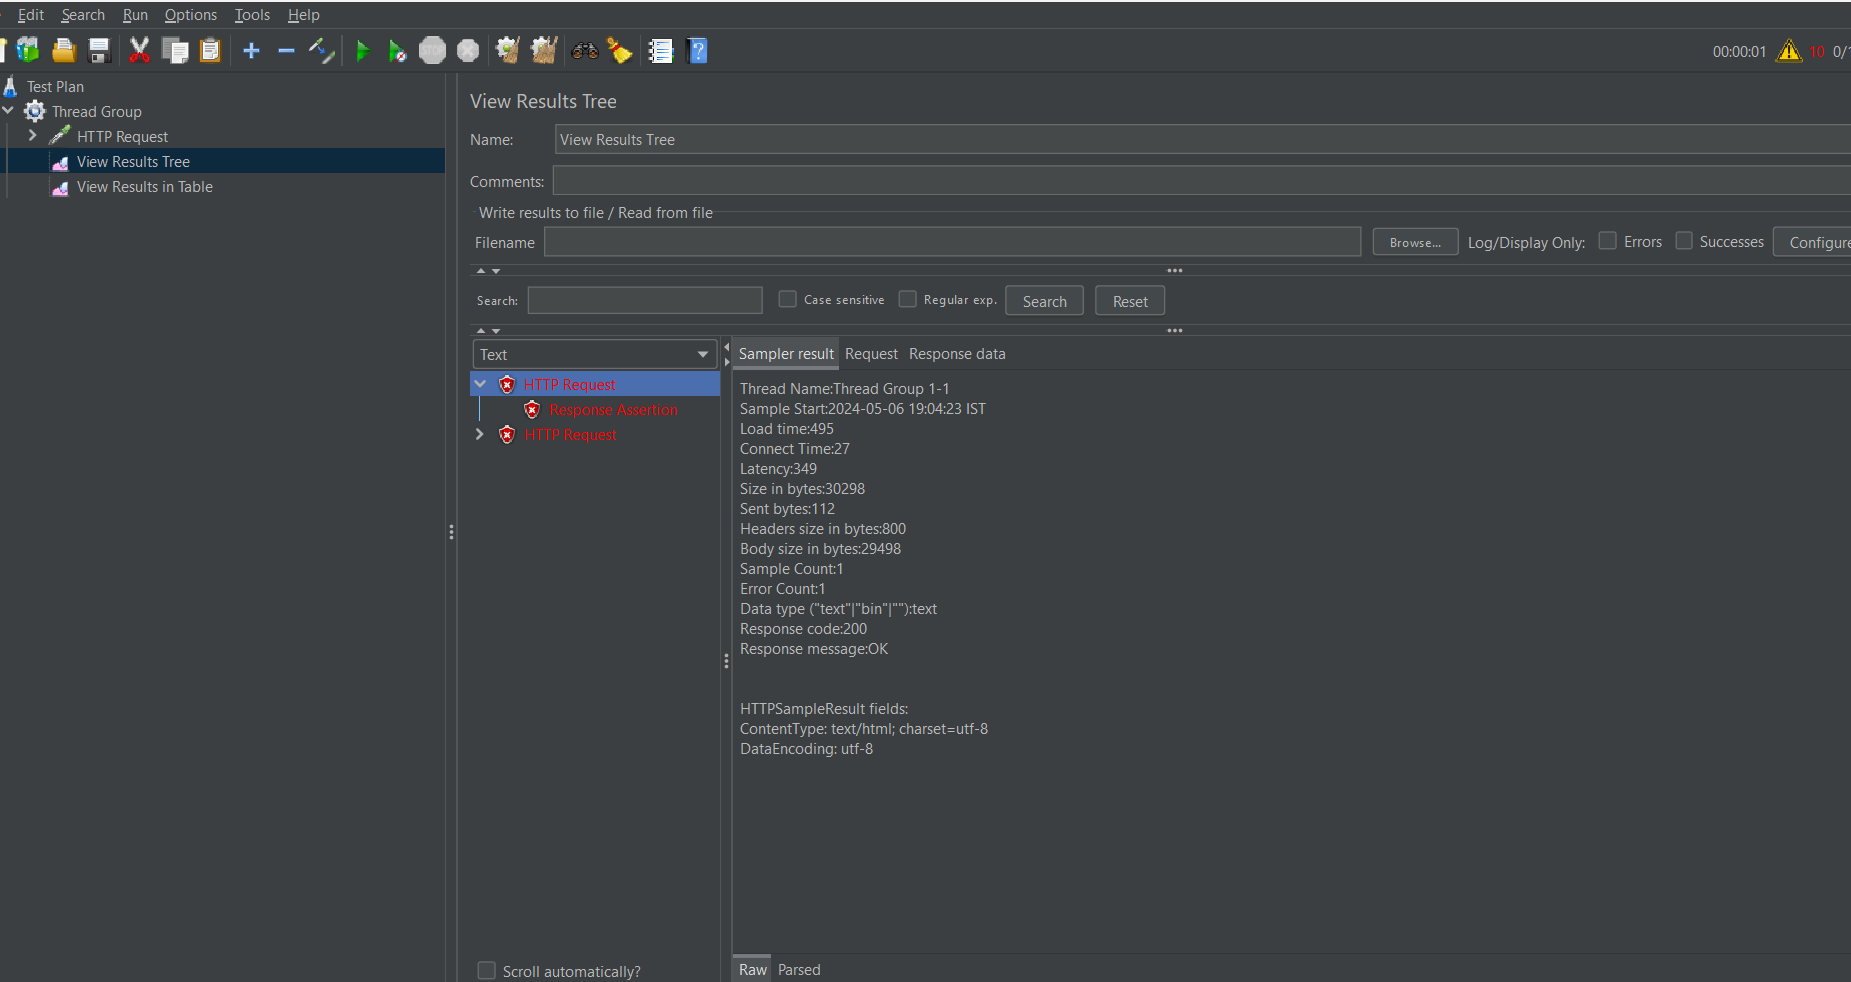 Edit Search Run Options Tools Help
STOP
00:00:01 10 0/1
Test Plan
Thread Group
HTTP Request
View Results Tree
View Results in Table
View Results Tree
Name: View Results Tree
Comments:
Write results to file / Read from file
Filename Browse... Log/Display Only: Errors Successes Configure
Search: Case sensitive Regular exp. Search Reset
Text
HTTP Request
Response Assertion
HTTP Request
Scroll automatically?
Sampler result Request Response data
Thread Name:Thread Group 1-1
Sample Start:2024-05-06 19:04:23 IST
Load time:495
Connect Time:27
Latency:349
Size in bytes:30298
Sent bytes:112
Headers size in bytes:800
Body size in bytes:29498
Sample Count:1
Error Count:1
Data type ("text"|"bin"|""):text
Response code:200
Response message:OK
HTTPSampleResult fields:
ContentType: text/html; charset=utf-8
DataEncoding: utf-8
Raw Parsed